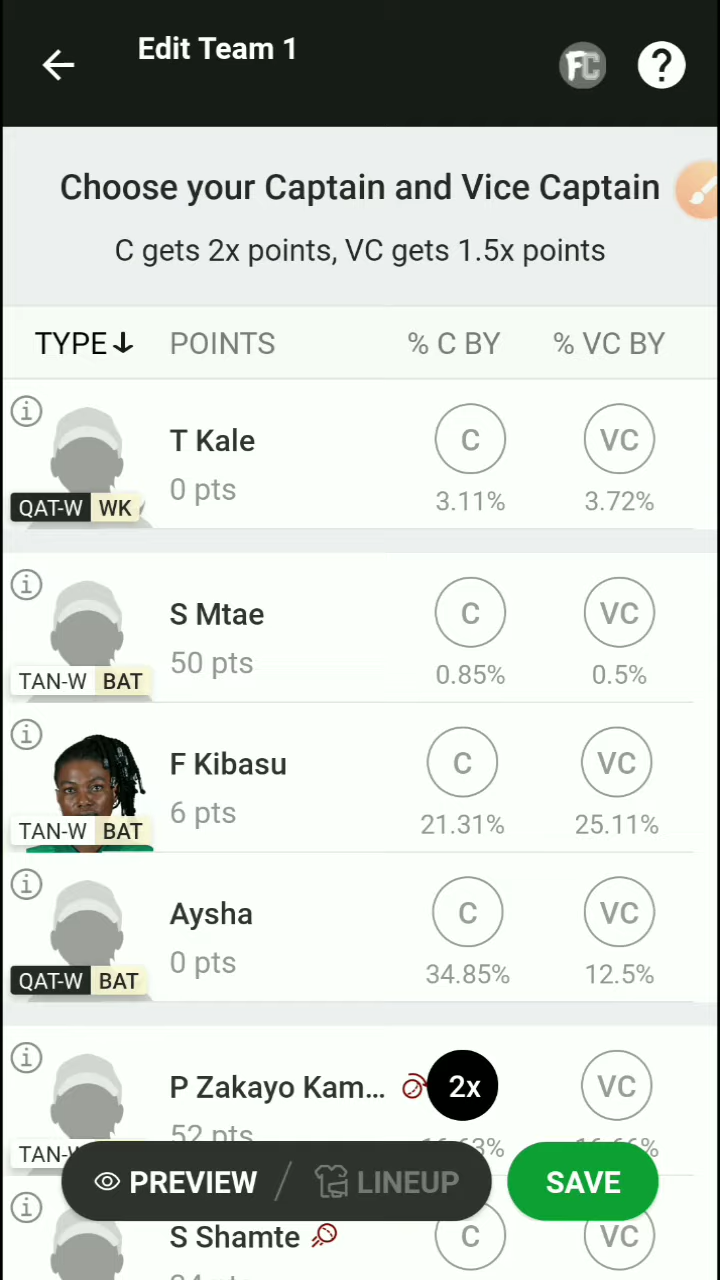 Edit Team 1
FC
?
Choose your Captain and Vice Captain
C gets 2x points, VC gets 1.5x points
TYPE POINTS % C BY % VC BY
T Kale
0 pts
QAT-W WK
C
3.11%
VC
3.72%
S Mtae
50 pts
TAN-W BAT
C
0.85%
VC
0.5%
F Kibasu
6 pts
TAN-W BAT
C
21.31%
VC
25.11%
Aysha
0 pts
QAT-W BAT
C
34.85%
VC
12.5%
P Zakayo Kam...
52 pts
2x
VC
PREVIEW / LINEUP
SAVE
S Shamte
C
VC